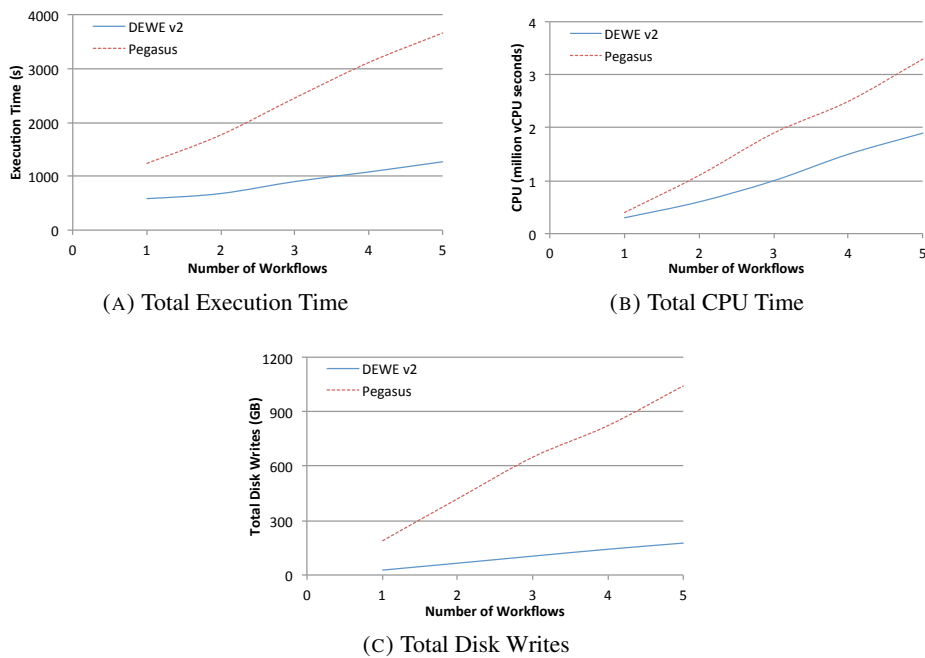 4000
3000
2000
1000
0
Execution Time (s)
DEWE v2
Pegasus
0 1 2 3 4 5
Number of Workflows
(A) Total Execution Time
4
3
2
1
0
CPU (million vCPU seconds)
DEWE v2
Pegasus
0 1 2 3 4 5
Number of Workflows
(B) Total CPU Time
1200
900
600
300
0
Total Disk Writes (GB)
DEWE v2
Pegasus
0 1 2 3 4 5
Number of Workflows
(C) Total Disk Writes